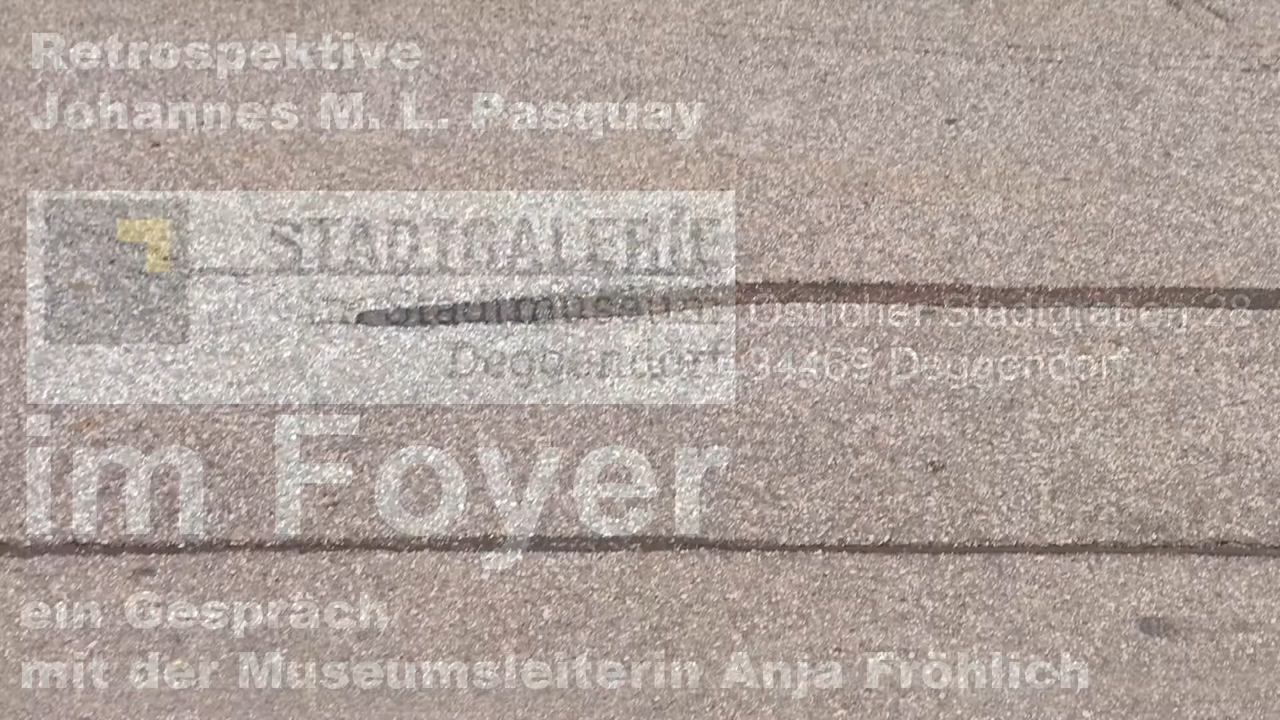 Retrospektive
Johannes M. L. Pasquay
STADTGALERIE
im Stadtmuseum Östlicher Stadtgraben 28
Deggendorf 94469 Deggendorf
im Foyer
ein Gespräch
mit der Museumsleiterin Anja Fröhlich